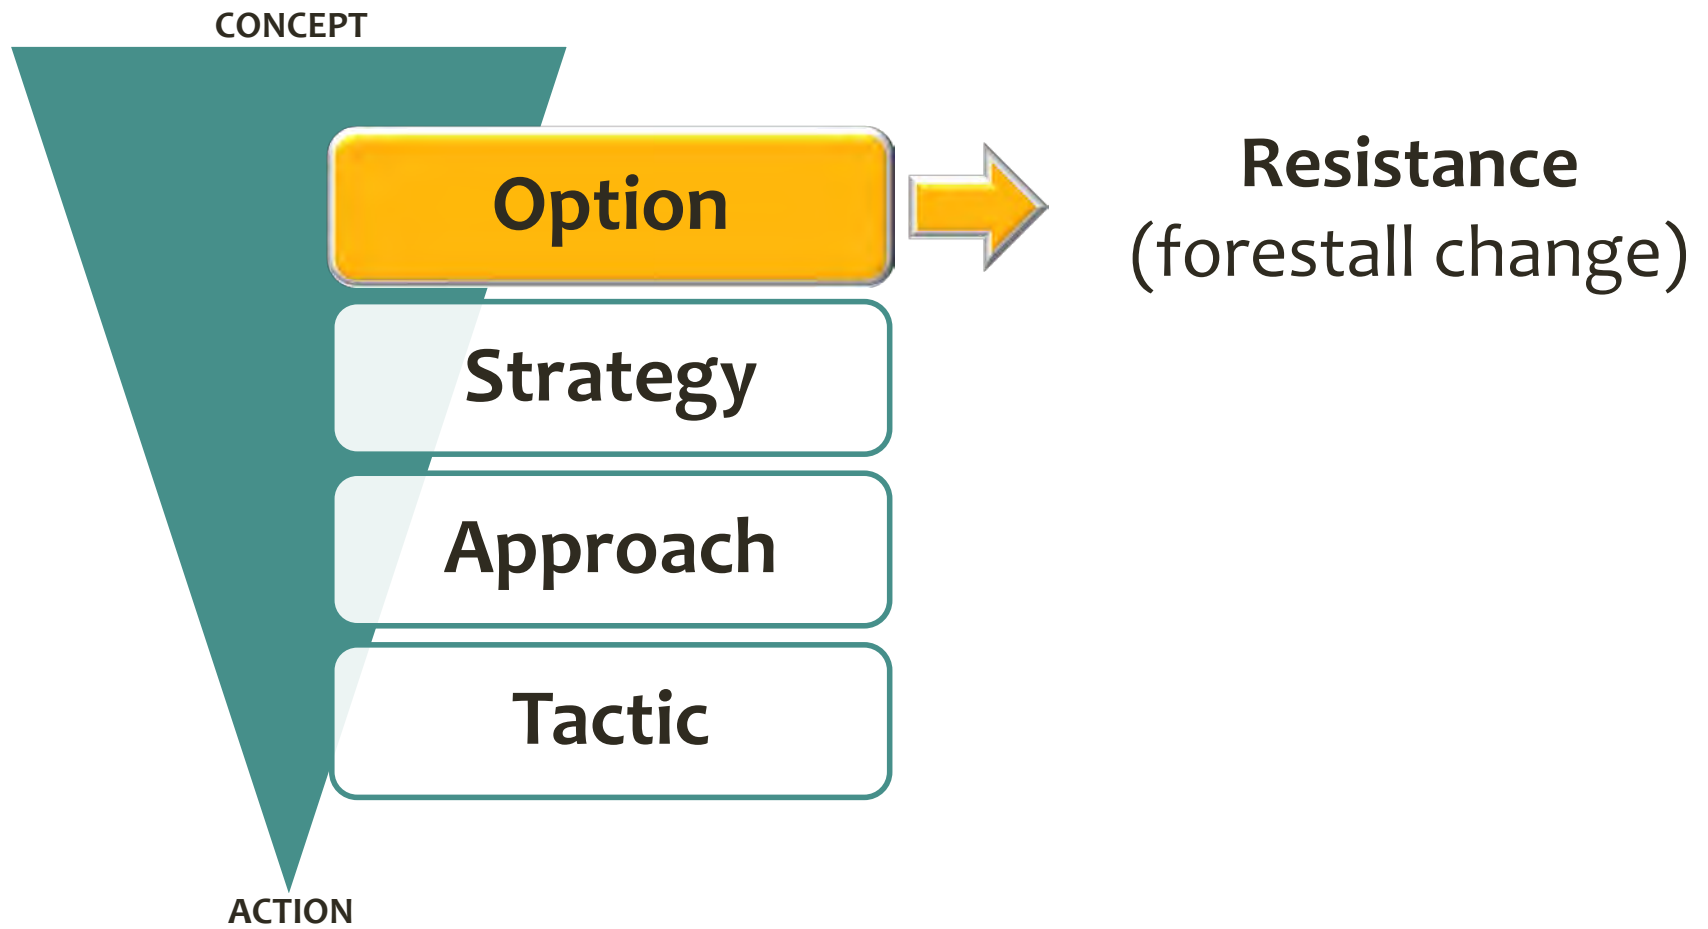 CONCEPT
Option
Resistance
(forestall change)
Strategy
Approach
Tactic
ACTION